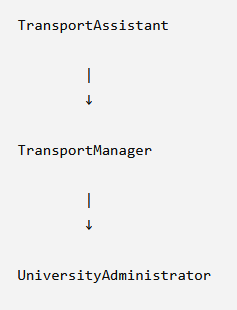 TransportAssistant
|
↓
TransportManager
|
↓
UniversityAdministrator